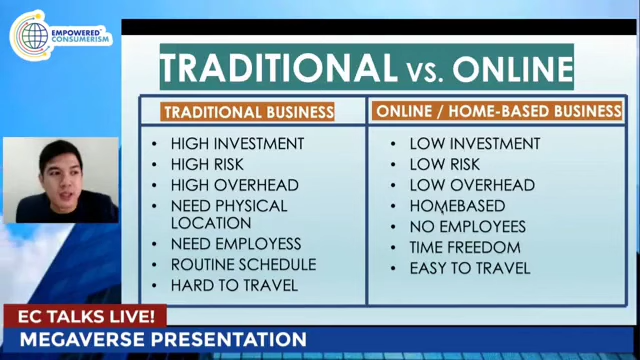 EMPOWERED
CONSUMERISM
TRADITIONAL VS. ONLINE
TRADITIONAL BUSINESS
• HIGH INVESTMENT
• HIGH RISK
• HIGH OVERHEAD
• NEED PHYSICAL
LOCATION
• NEED EMPLOYESS
• ROUTINE SCHEDULE
• HARD TO TRAVEL
ONLINE / HOME-BASED BUSINESS
• LOW INVESTMENT
• LOW RISK
• LOW OVERHEAD
• HOMEBASED
• NO EMPLOYEES
• TIME FREEDOM
• EASY TO TRAVEL
EC TALKS LIVE!
MEGAVERSE PRESENTATION